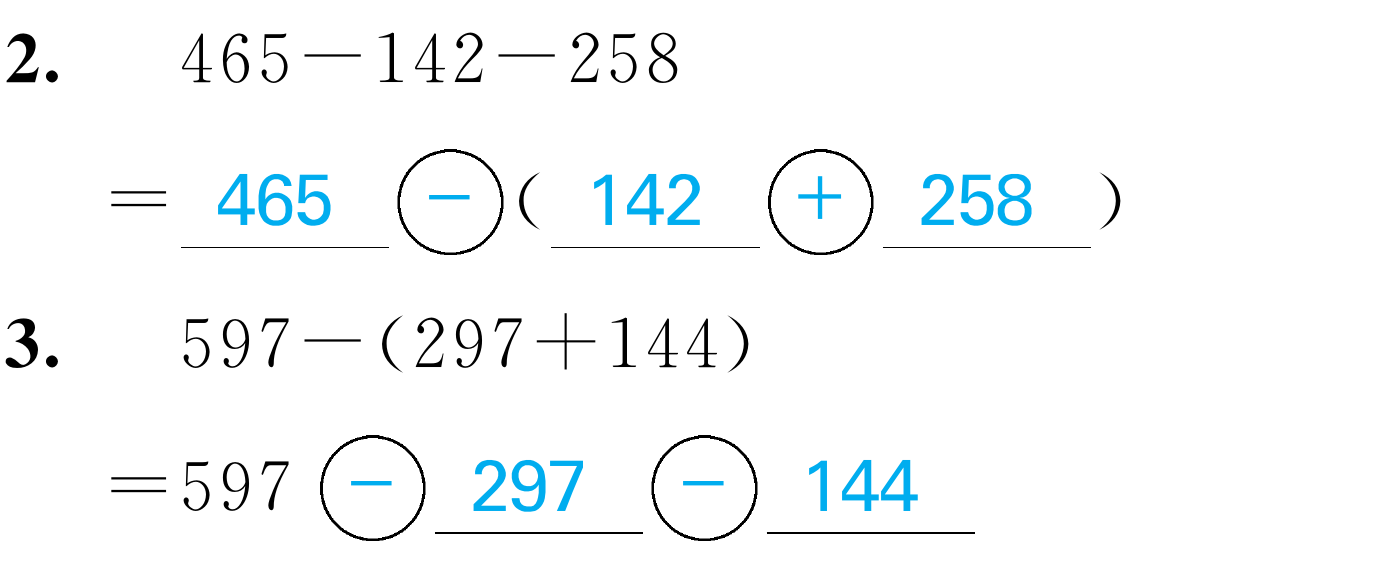 2. 465－142－258
＝ 465 － ( 142 ＋ 258 )
3. 597－(297＋144)
＝597 － 297 － 144